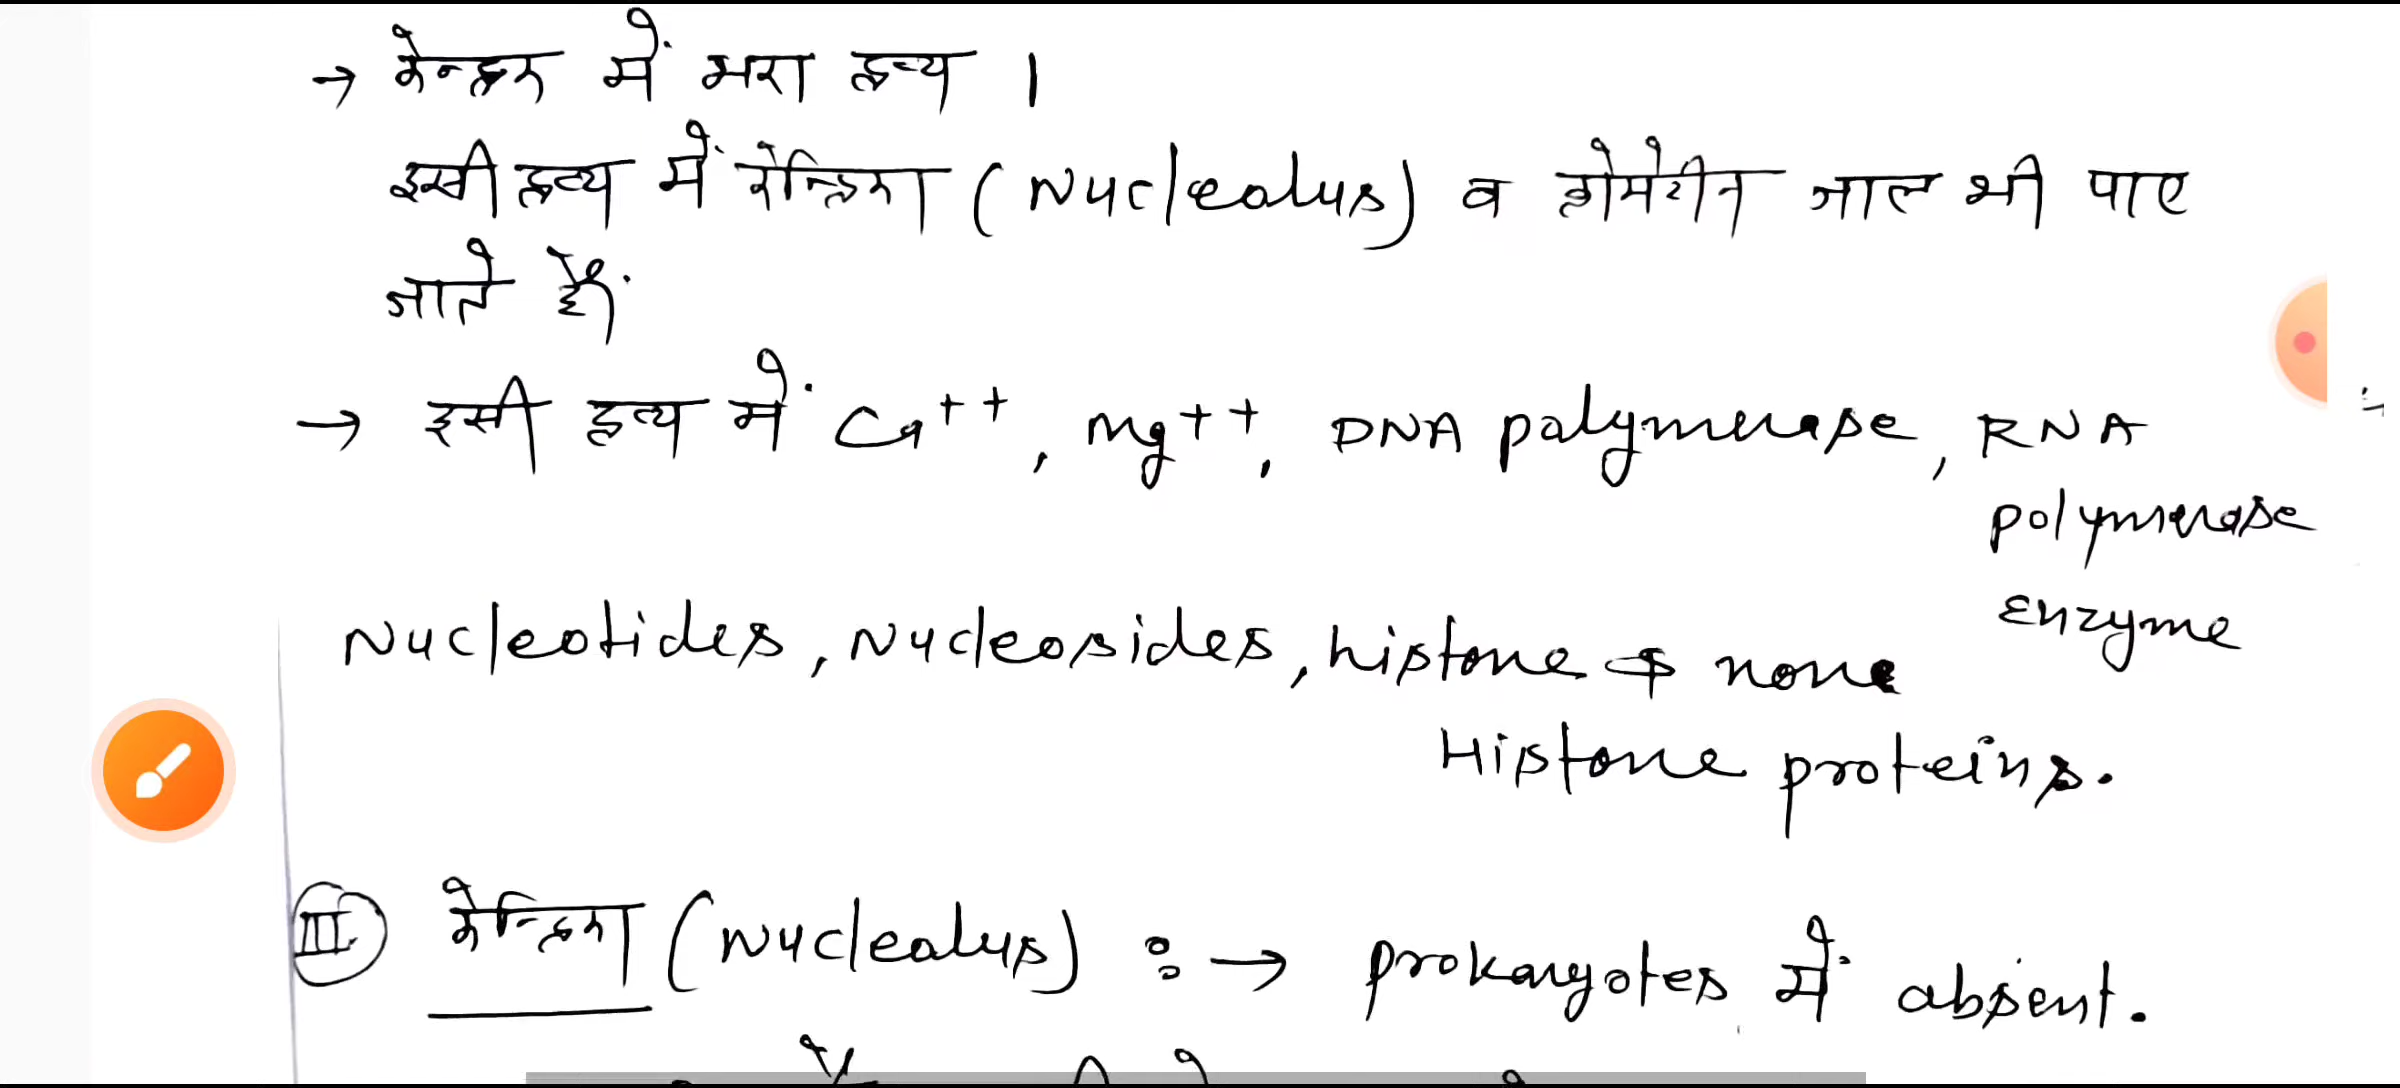 → केन्द्रक में भरा द्रव्य ।
इसी द्रव्य में केन्द्रिका (Nucleolus) व क्रोमेटीन जाल भी पाए
जाते हैं
→ इसी द्रव्य में Ca++, Mg++, DNA polymerase, RNA
polymerase
Enzyme
Nucleotides, Nucleosides, histone & none
Histone proteins.
III. केन्द्रिका (Nucleolus) :→ prokaryotes में absent.